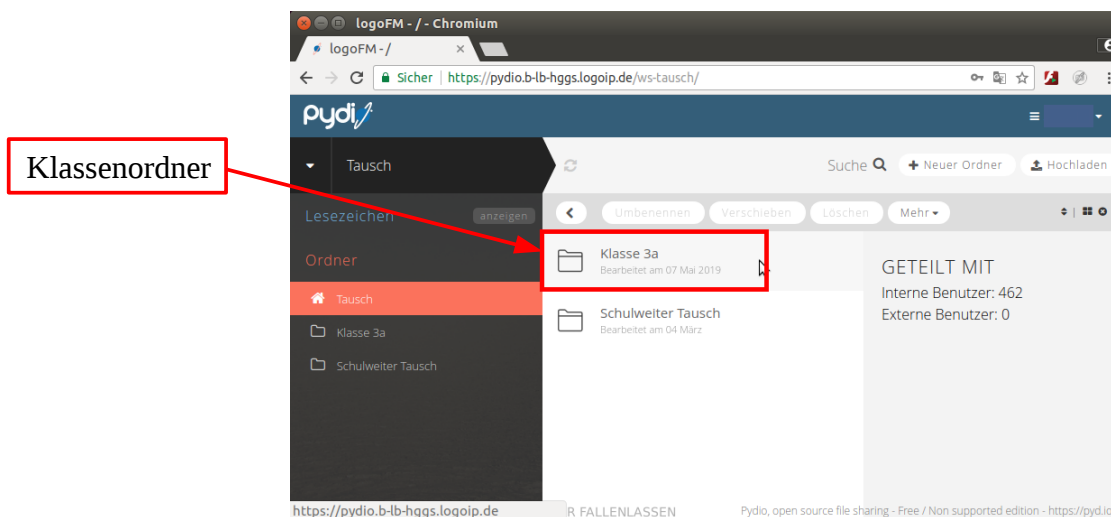 logoFM - / - Chromium
logoFM - /
Sicher | https://pydio.b-lb-hggs.logoip.de/ws-tausch/
pydi
Klassenordner
Tausch
Suche
Neuer Ordner
Hochladen
Lesezeichen
anzeigen
Umbenennen
Verschieben
Löschen
Mehr
Ordner
Tausch
Klasse 3a
Schulweiter Tausch
Klasse 3a
Bearbeitet am 07 Mai 2019
Schulweiter Tausch
Bearbeitet am 04 März
GETEILT MIT
Interne Benutzer: 462
Externe Benutzer: 0
https://pydio.b-lb-hggs.logoip.de
R FALLENLASSEN
Pydio, open source file sharing - Free / Non supported edition - https://pyd.io